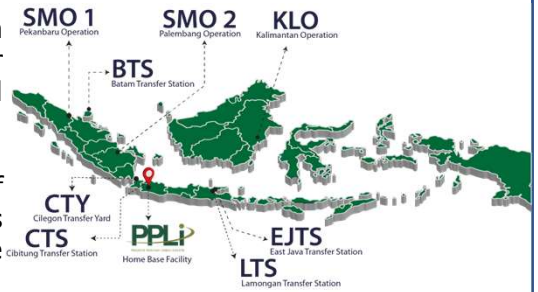 SMO 1
Pekanbaru Operation
SMO 2
Palembang Operation
KLO
Kalimantan Operation
BTS
Batam Transfer Station
CTY
Cilegon Transfer Yard
CTS
Cibitung Transfer Station
PPLi
Home Base Facility
EJTS
East Java Transfer Station
LTS
Lamongan Transfer Station